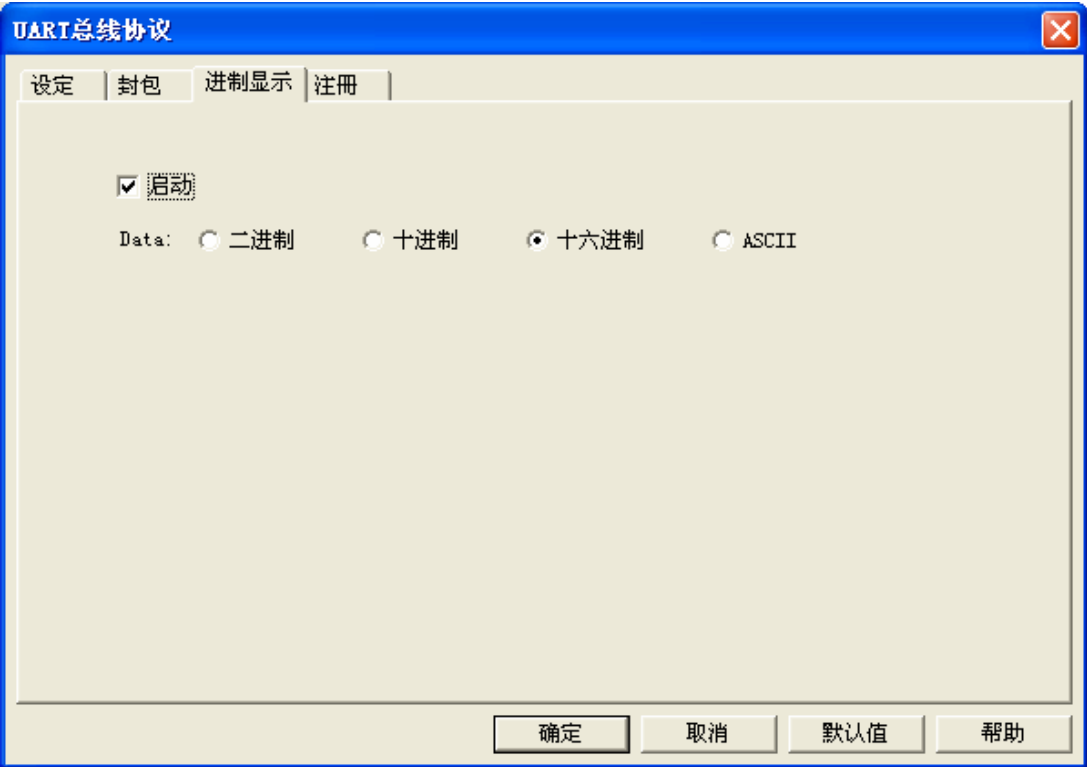 UART总线协议
设定 封包 进制显示 注冊
启动
Data: 二进制 十进制 十六进制 ASCII
确定 取消 默认值 帮助